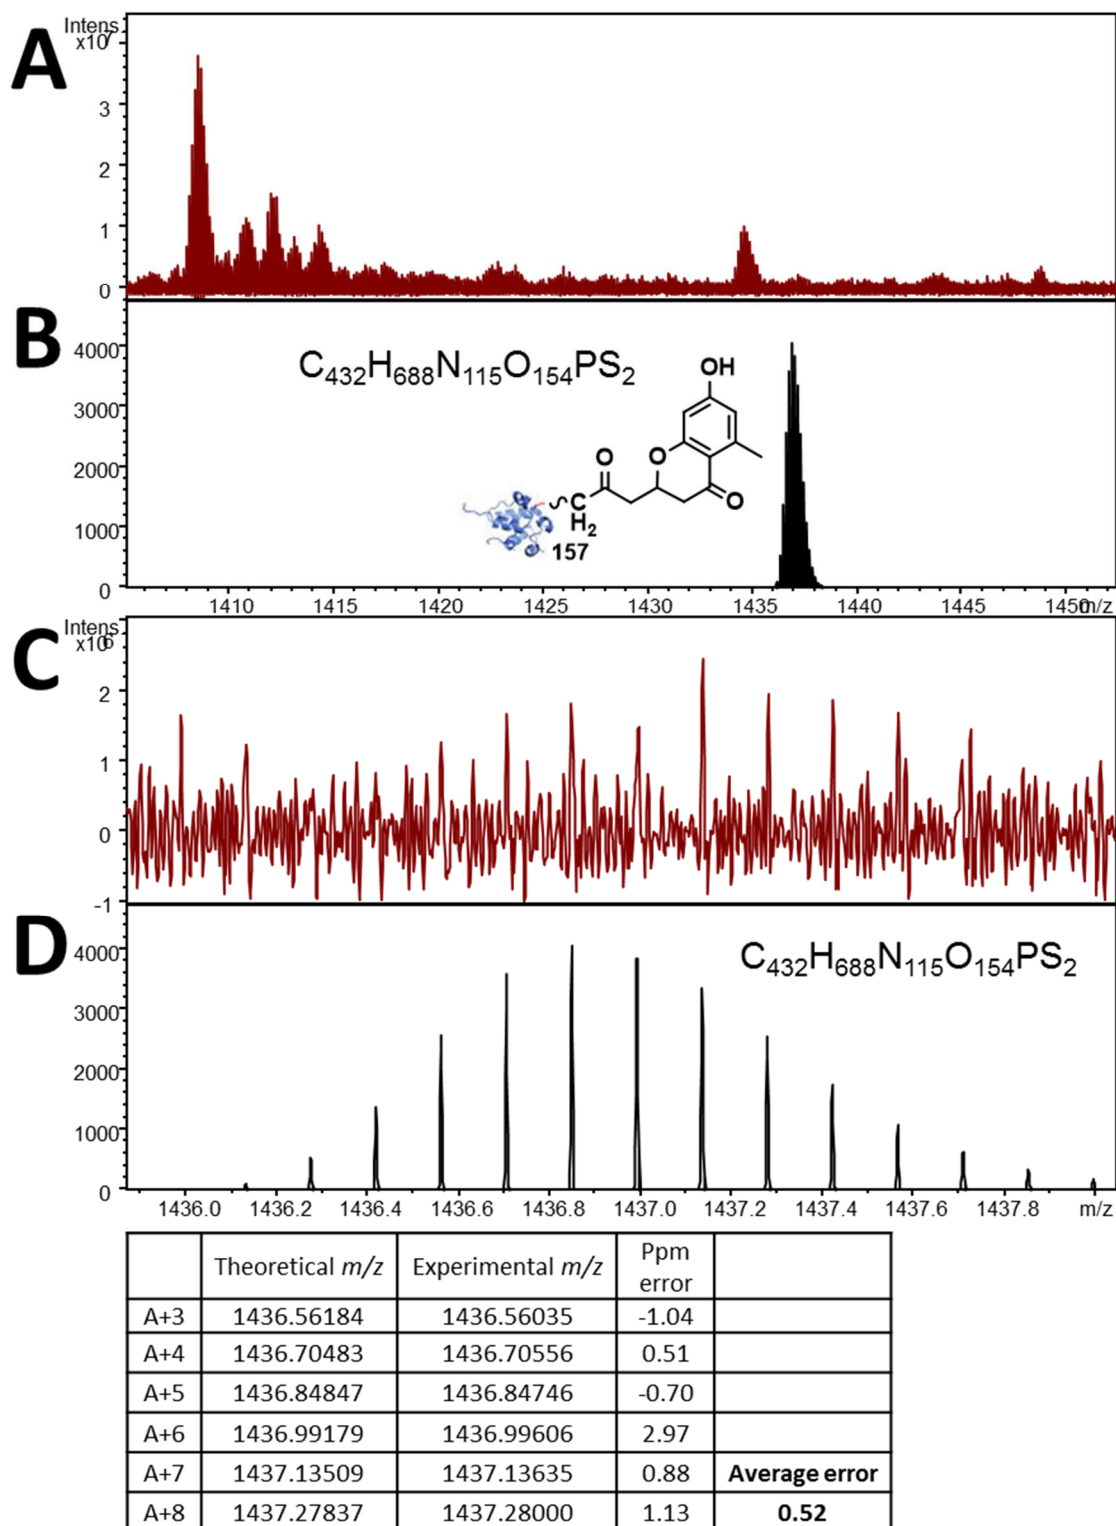 A
Intens
x10⁷
3
2
1
0
B
C₄₃₂H₆₈₈N₁₁₅O₁₅₄PS₂
OH
O
O
O
C
H₂
157
4000
3000
2000
1000
0
1410 1415 1420 1425 1430 1435 1440 1445 1450 m/z
C
Intens
x10⁶
2
1
0
-1
D
C₄₃₂H₆₈₈N₁₁₅O₁₅₄PS₂
4000
3000
2000
1000
0
1436.0 1436.2 1436.4 1436.6 1436.8 1437.0 1437.2 1437.4 1437.6 1437.8 m/z
Theoretical m/z Experimental m/z Ppm error
A+3 1436.56184 1436.56035 -1.04
A+4 1436.70483 1436.70556 0.51
A+5 1436.84847 1436.84746 -0.70
A+6 1436.99179 1436.99606 2.97
A+7 1437.13509 1437.13635 0.88 Average error
A+8 1437.27837 1437.28000 1.13 0.52